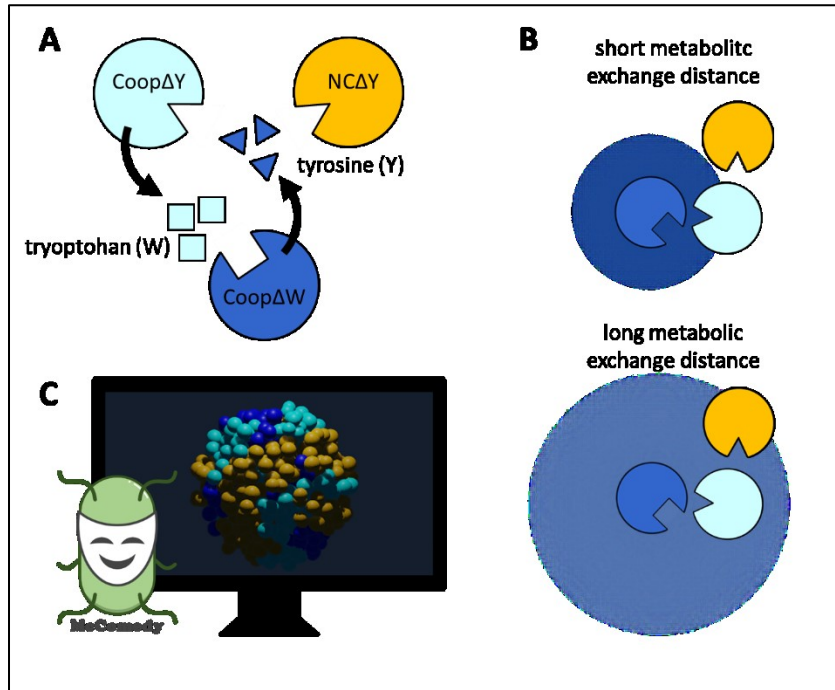 A
CoopΔY
NCΔY
tyrosine (Y)
tryoptohan (W)
CoopΔW
B
short metabolitc
exchange distance
long metabolic
exchange distance
C
McComedy